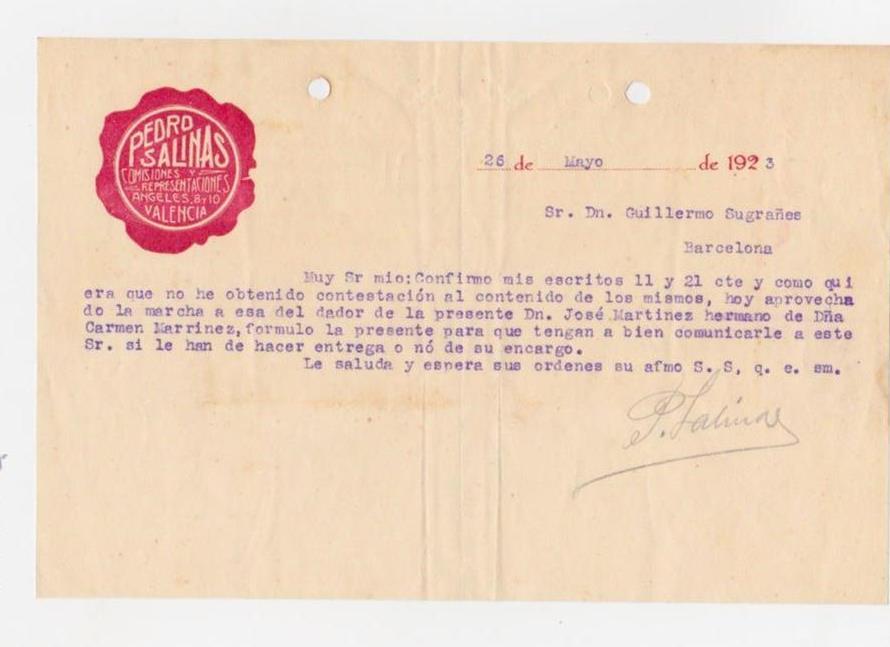 PEDRO
SALINAS
COMISIONES Y
REPRESENTACIONES
ANGELES, 8 Y 10
VALENCIA
26 de Mayo de 1923
Sr. Dn. Guillermo Sugrañes
Barcelona
Muy Sr mio:Confirmo mis escritos 11 y 21 cte y como qui
era que no he obtenido contestación al contenido de los mismos, hoy aprovecha
do la marcha a esa del dador de la presente Dn. José Martinez hermano de Dña
Carmen Marrinez,formulo la presente para que tengan a bien comunicarle a este
Sr. si le han de hacer entrega o nó de su encargo.
Le saluda y espera sus ordenes su afmo S. S, q. e. sm.
P. Salinas